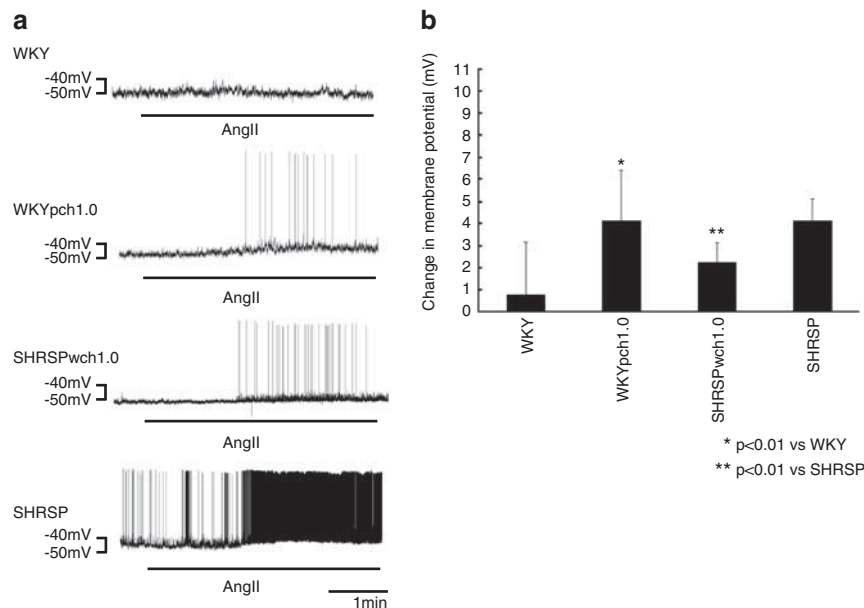 a
WKY
-40mV
-50mV
AngII
WKYpch1.0
-40mV
-50mV
AngII
SHRSPwch1.0
-40mV
-50mV
AngII
SHRSP
-40mV
-50mV
AngII
1min
b
Change in membrane potential (mV)
11
10
9
8
7
6
5
4
3
2
1
0
*
**
WKY
WKYpch1.0
SHRSPwch1.0
SHRSP
* p<0.01 vs WKY
** p<0.01 vs SHRSP